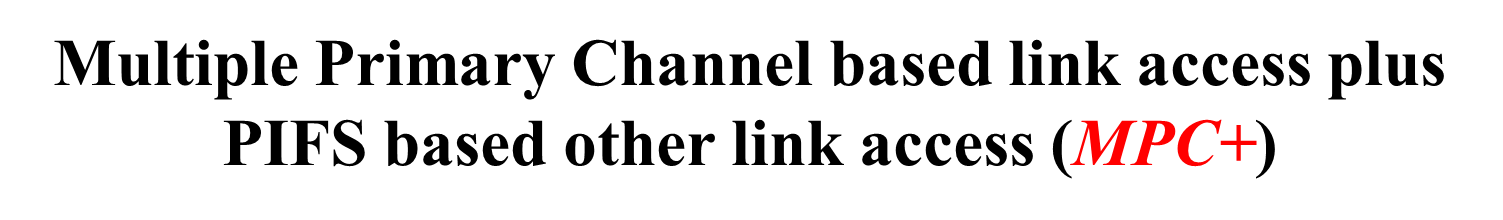 Multiple Primary Channel based link access plus
PIFS based other link access (MPC+)